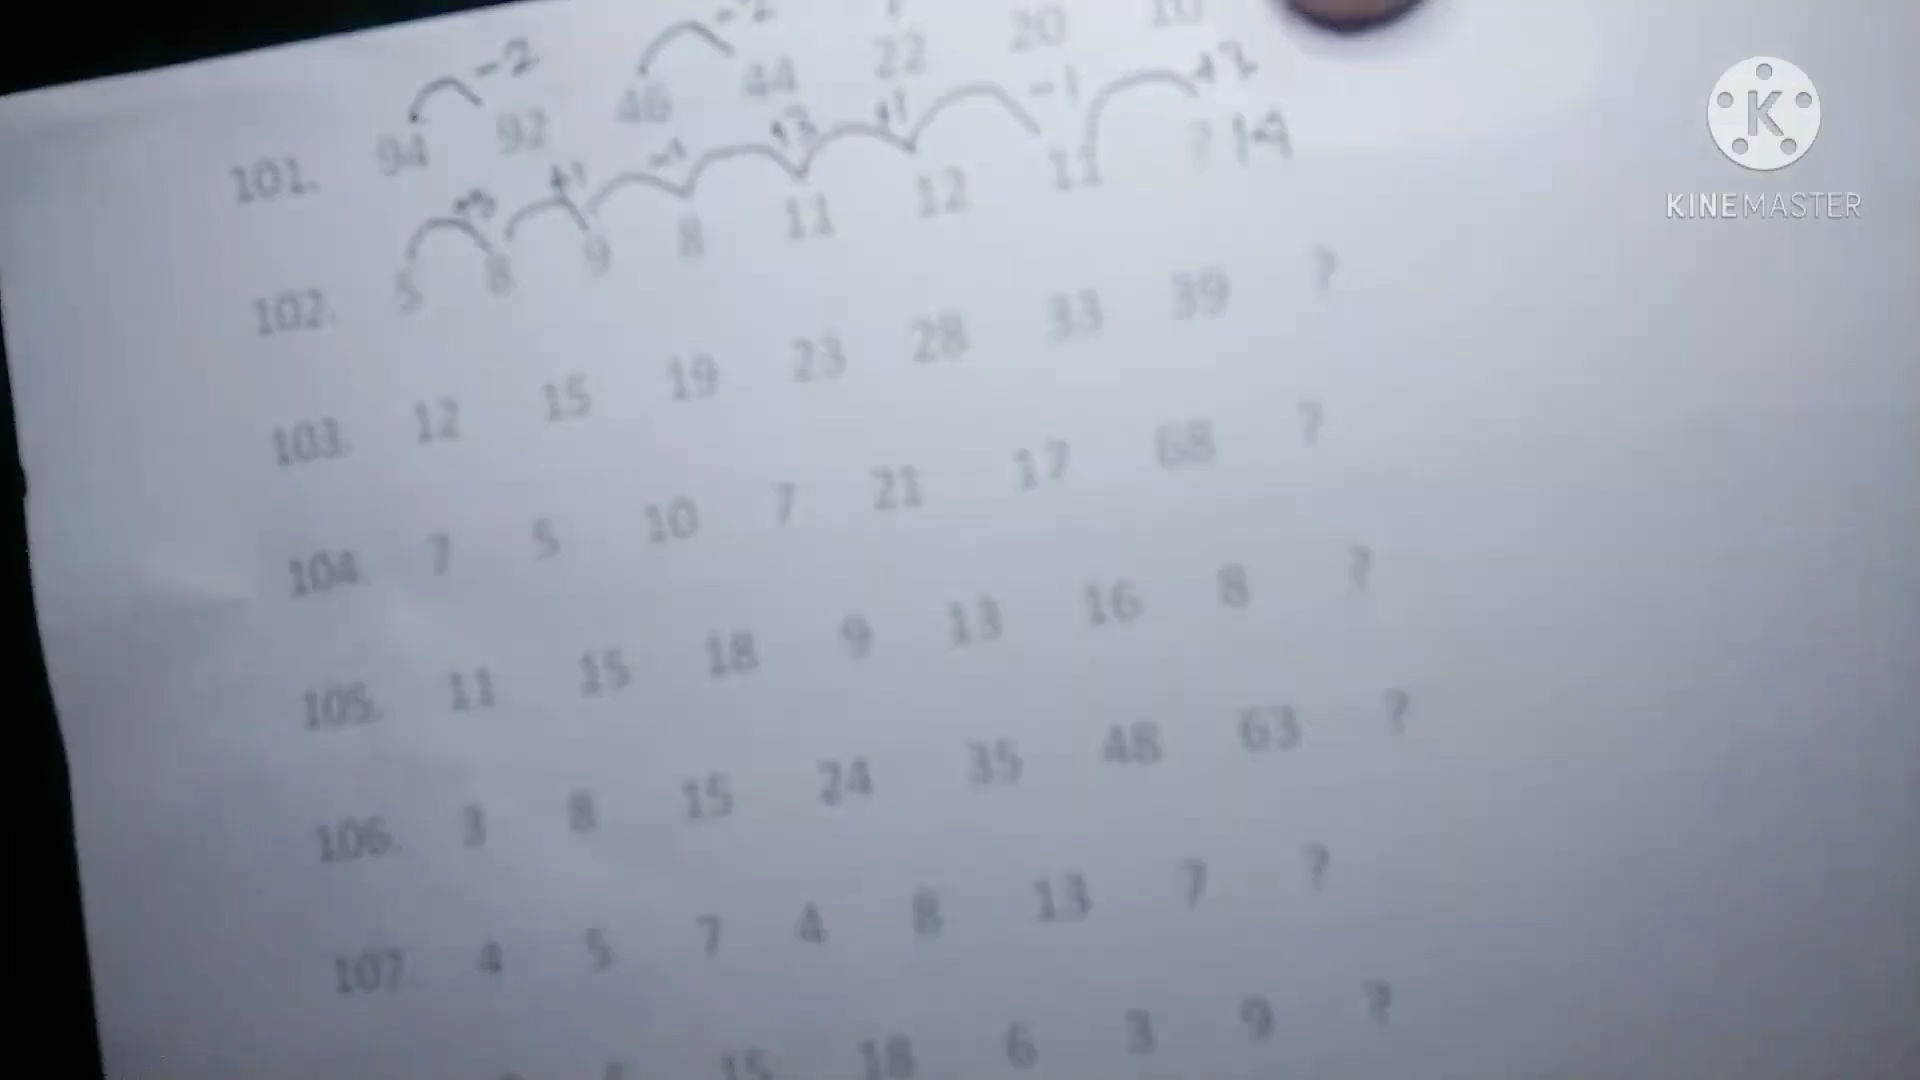 -2 -2
101. 94 92 46 44 22 20 10
+3 +1 -1 +3 +1 -1 +3
102. 5 8 9 8 11 12 11 ? 14
103. 12 15 19 23 28 33 39 ?
104. 7 5 10 7 21 17 68 ?
105. 11 15 18 9 13 16 8 ?
106. 3 8 15 24 35 48 63 ?
107. 4 5 7 4 8 13 7 ?
15 18 6 3 9 ?
K
KINEMASTER